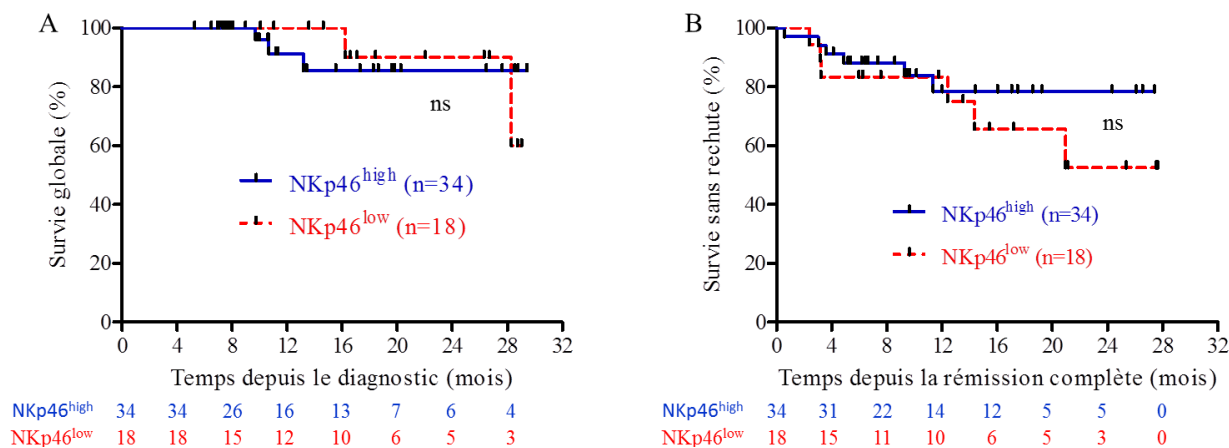 A
Survie globale (%)
100
80
60
40
20
0
ns
NKp46high (n=34)
NKp46low (n=18)
0 4 8 12 16 20 24 28 32
Temps depuis le diagnostic (mois)
NKp46high 34 34 26 16 13 7 6 4
NKp46low 18 18 15 12 10 6 5 3
B
Survie sans rechute (%)
100
80
60
40
20
0
ns
NKp46high (n=34)
NKp46low (n=18)
0 4 8 12 16 20 24 28 32
Temps depuis la rémission complète (mois)
NKp46high 34 31 22 14 12 5 5 0
NKp46low 18 15 11 10 6 5 3 0